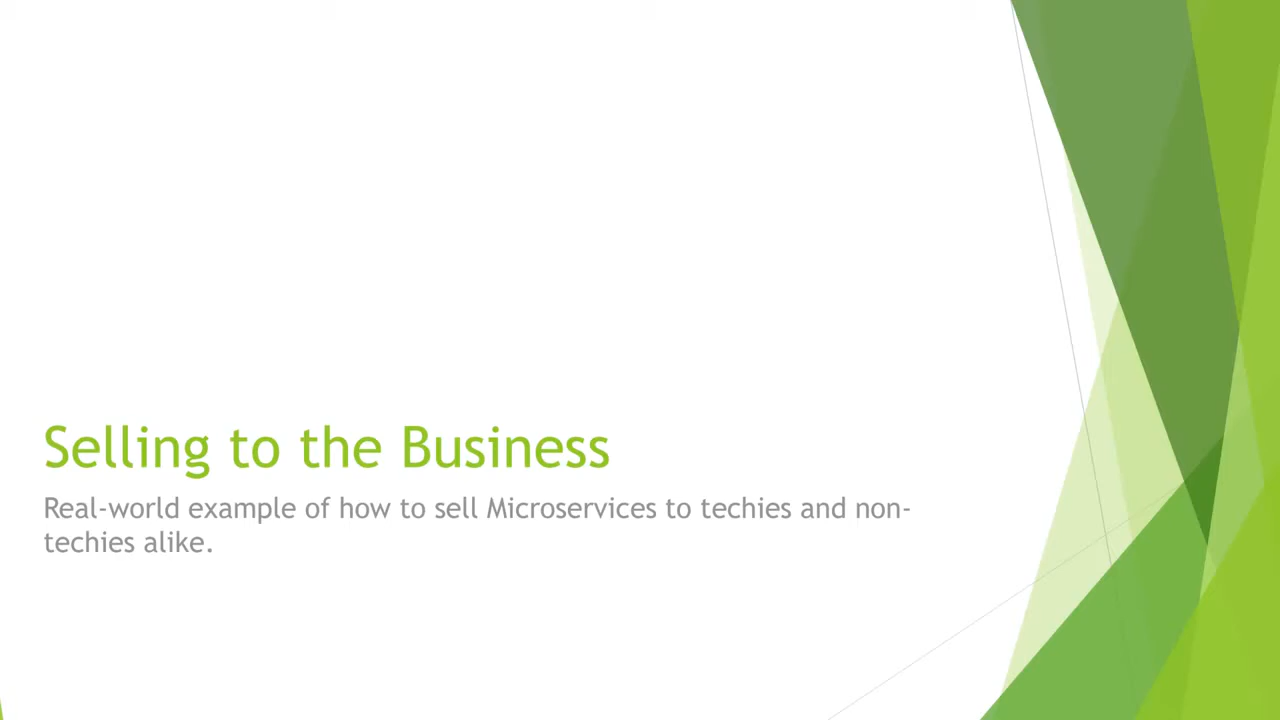 Selling to the Business
Real-world example of how to sell Microservices to techies and non-
techies alike.